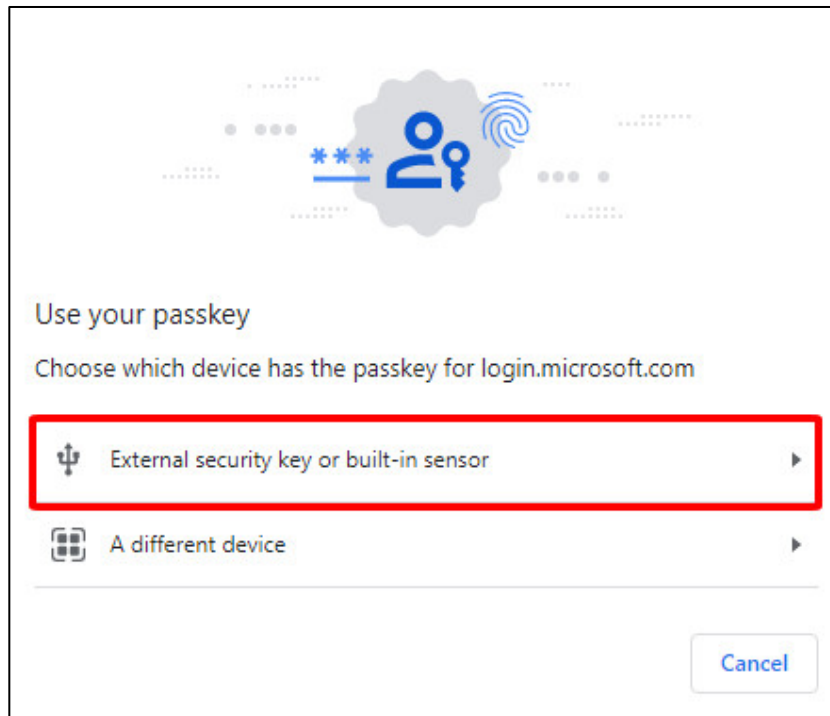 ***
Use your passkey
Choose which device has the passkey for login.microsoft.com
External security key or built-in sensor
A different device
Cancel